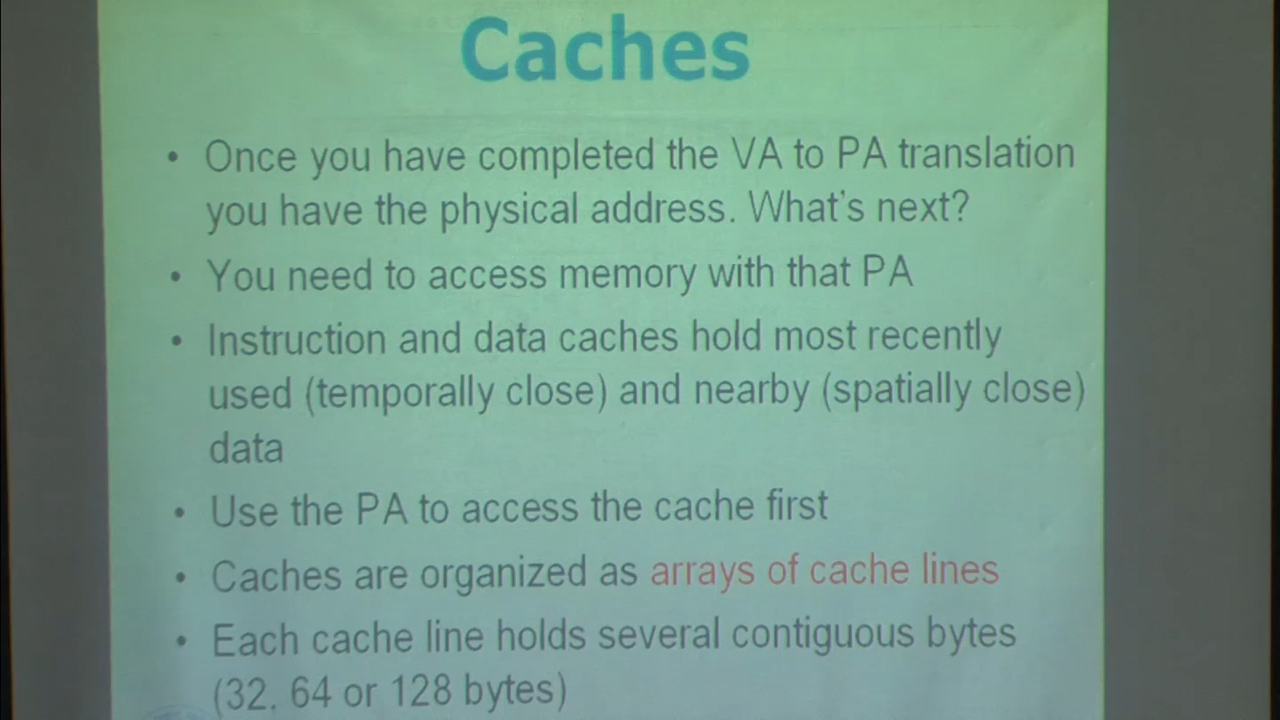 Caches
• Once you have completed the VA to PA translation
you have the physical address. What's next?
• You need to access memory with that PA
• Instruction and data caches hold most recently
used (temporally close) and nearby (spatially close)
data
• Use the PA to access the cache first
• Caches are organized as arrays of cache lines
• Each cache line holds several contiguous bytes
(32, 64 or 128 bytes)